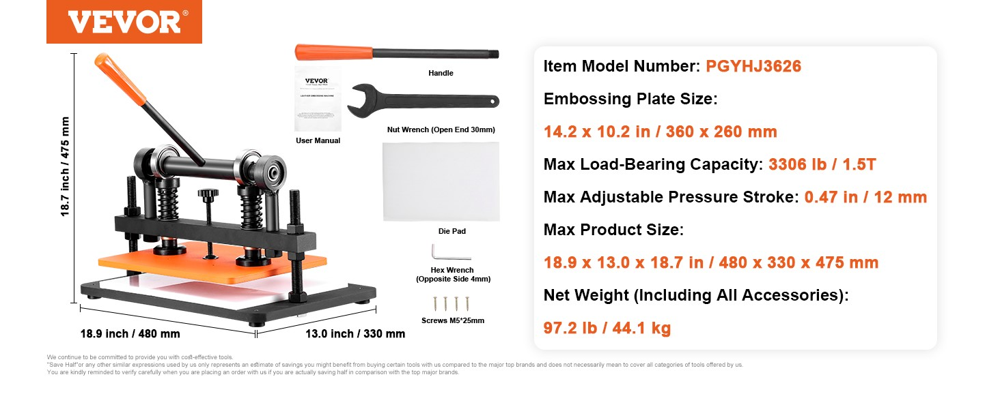 VEVOR®
18.7 inch / 475 mm
18.9 inch / 480 mm
13.0 inch / 330 mm
Handle
VEVOR
LEATHER EMBOSSING MACHINE
User Manual
Nut Wrench (Open End 30mm)
Die Pad
Hex Wrench
(Opposite Side 4mm)
Screws M5*25mm
Item Model Number: PGYHJ3626
Embossing Plate Size:
14.2 x 10.2 in / 360 x 260 mm
Max Load-Bearing Capacity: 3306 lb / 1.5T
Max Adjustable Pressure Stroke: 0.47 in / 12 mm
Max Product Size:
18.9 x 13.0 x 18.7 in / 480 x 330 x 475 mm
Net Weight (Including All Accessories):
97.2 lb / 44.1 kg
We continue to be committed to provide you with cost-effective tools.
"Save Half"or any other similar expressions used by us only represents an estimate of savings you might benefit from buying certain tools with us compared to the major top brands and does not necessarily mean to cover all categories of tools offered by us.
You are kindly reminded to verify carefully when you are placing an order with us if you are actually saving half in comparison with the top major brands.